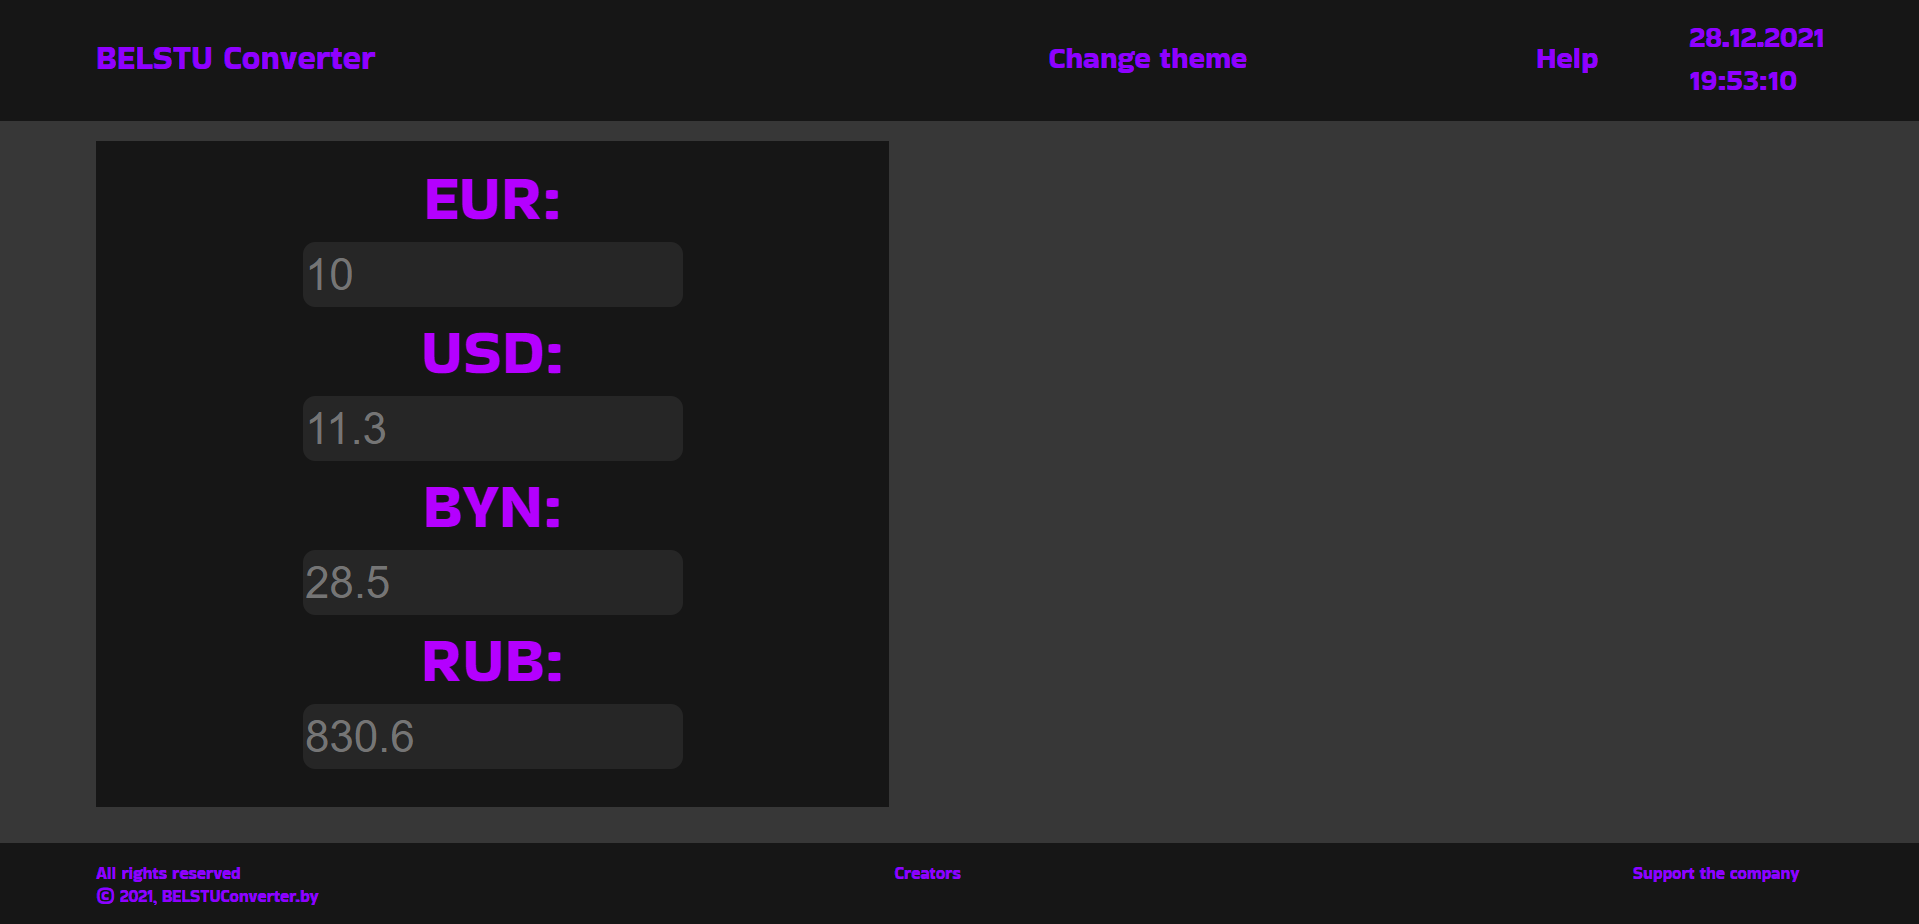 BELSTU Converter
Change theme
Help
28.12.2021
19:53:10
EUR:
10
USD:
11.3
BYN:
28.5
RUB:
830.6
All rights reserved
© 2021, BELSTUConverter.by
Creators
Support the company